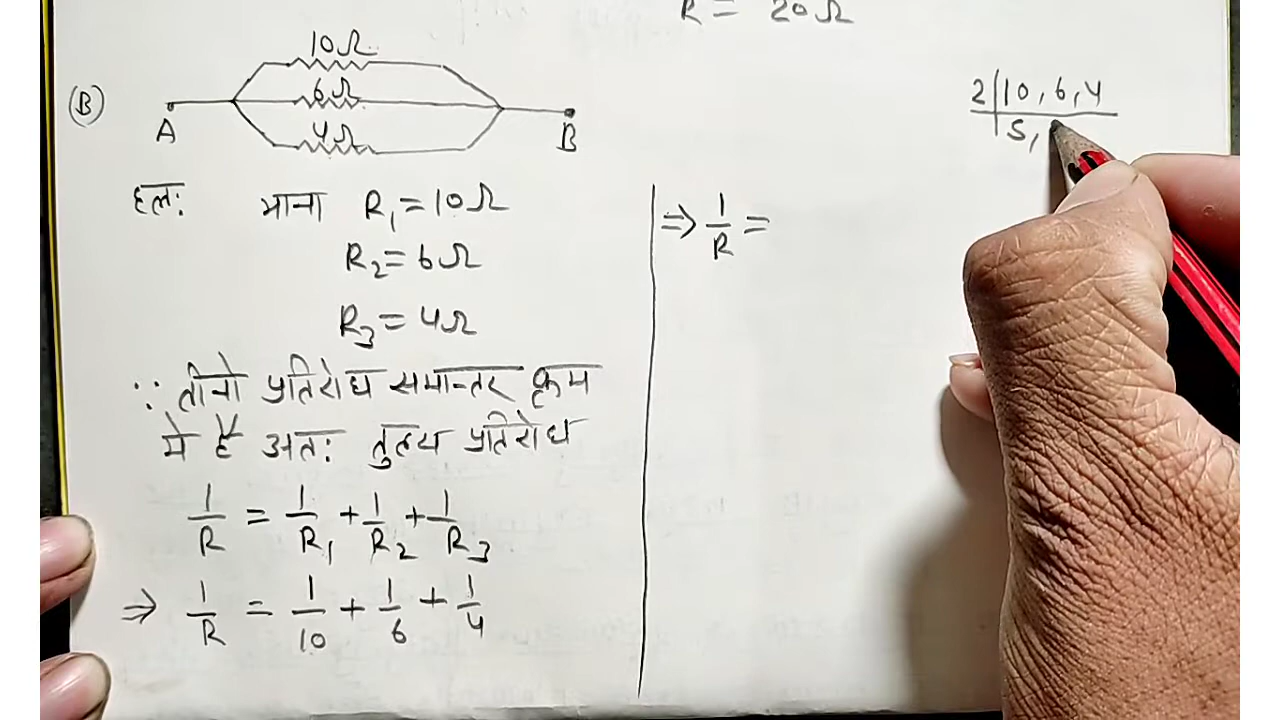 R = 20Ω
(B)
10Ω
6Ω
4Ω
A
B
2 | 10, 6, 4
5,
हल: माना R₁ = 10Ω
R₂ = 6Ω
R₃ = 4Ω
∵ तीनो प्रतिरोध समान्तर क्रम
मे हैं अत: तुल्य प्रतिरोध
1/R = 1/R₁ + 1/R₂ + 1/R₃
⇒ 1/R = 1/10 + 1/6 + 1/4
⇒ 1/R =